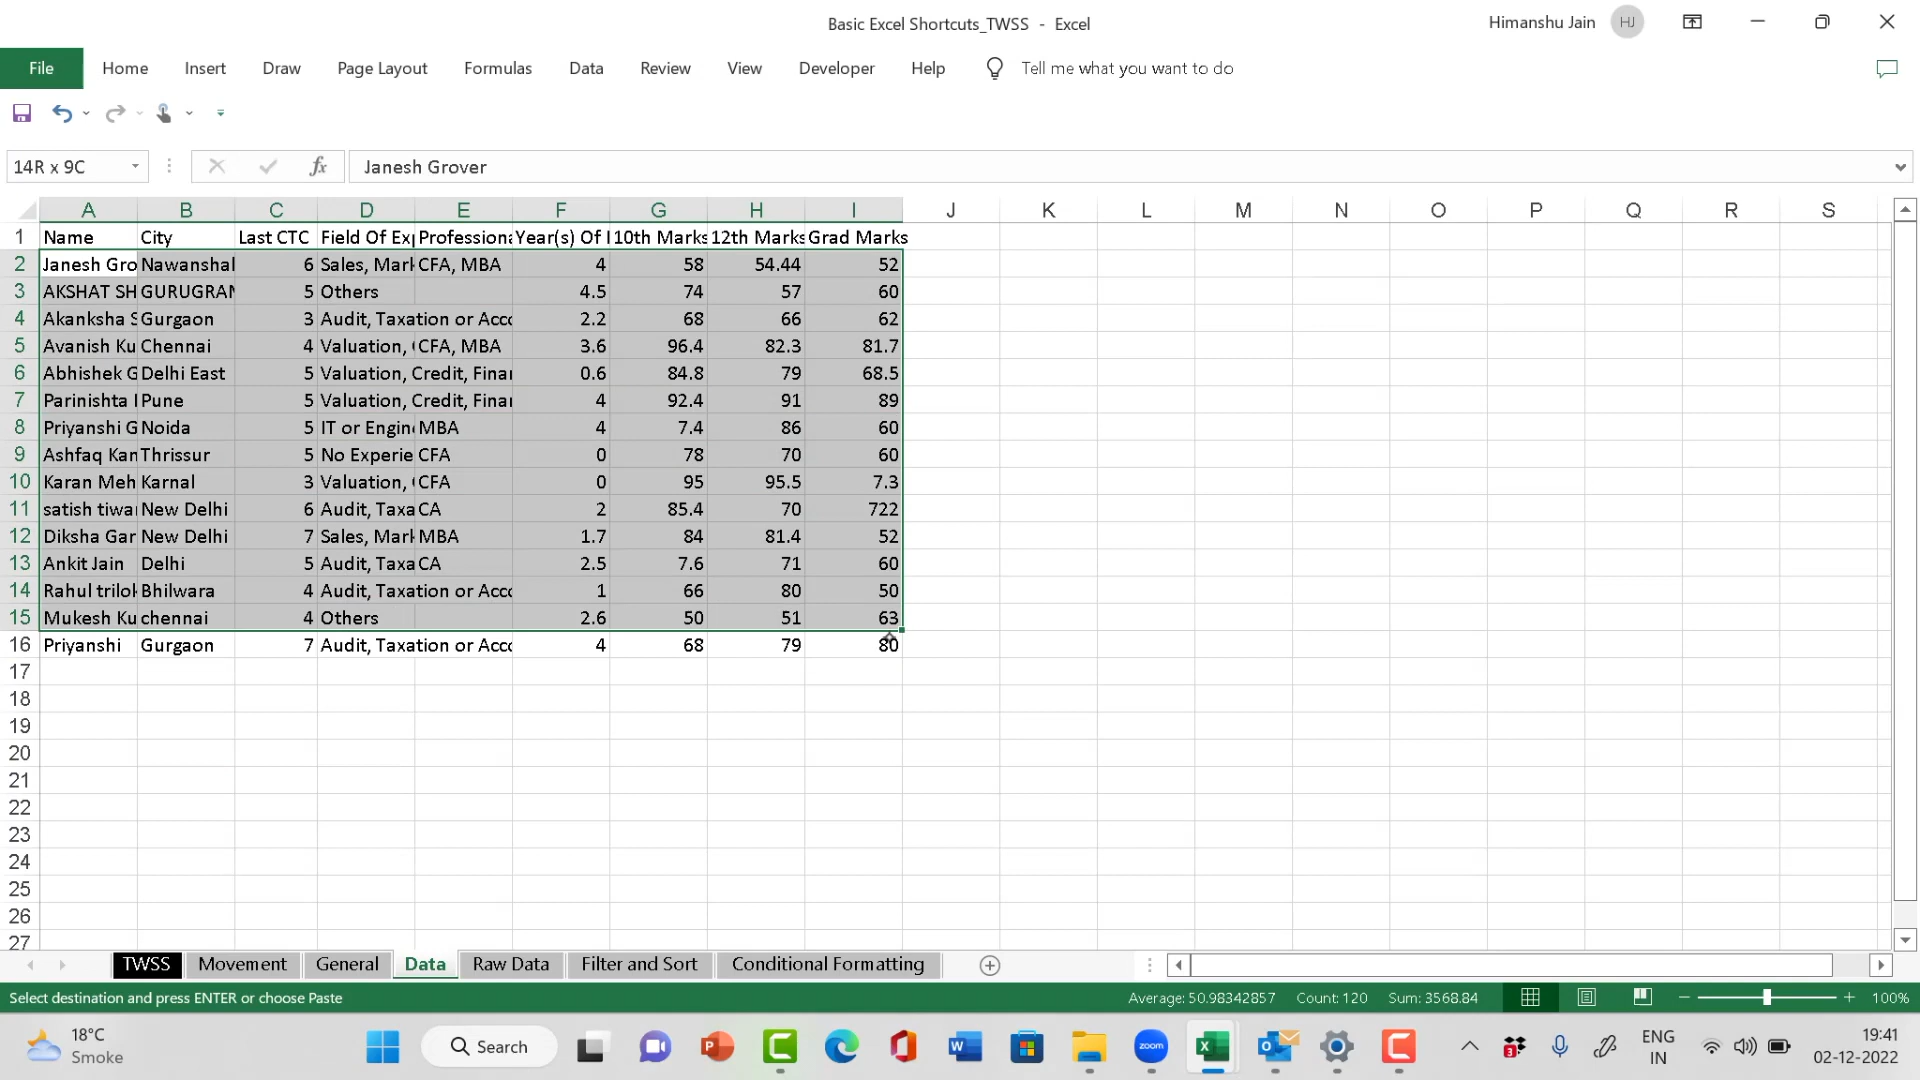 Basic Excel Shortcuts_TWSS - Excel
Himanshu Jain HJ
File Home Insert Draw Page Layout Formulas Data Review View Developer Help Tell me what you want to do
14R x 9C fx Janesh Grover
A B C D E F G H I J K L M N O P Q R S
1 Name City Last CTC Field Of Exp Professiona Year(s) Of 10th Marks 12th Marks Grad Marks
2 Janesh Gro Nawanshal 6 Sales, Mark CFA, MBA 4 58 54.44 52
3 AKSHAT SH GURUGRAM 5 Others 4.5 74 57 60
4 Akanksha S Gurgaon 3 Audit, Taxation or Acco 2.2 68 66 62
5 Avanish Ku Chennai 4 Valuation, CFA, MBA 3.6 96.4 82.3 81.7
6 Abhishek G Delhi East 5 Valuation, Credit, Finan 0.6 84.8 79 68.5
7 Parinishta Pune 5 Valuation, Credit, Finan 4 92.4 91 89
8 Priyanshi G Noida 5 IT or Engin MBA 4 7.4 86 60
9 Ashfaq Kan Thrissur 5 No Experie CFA 0 78 70 60
10 Karan Meh Karnal 3 Valuation, CFA 0 95 95.5 7.3
11 satish tiwa New Delhi 6 Audit, Taxa CA 2 85.4 70 722
12 Diksha Gar New Delhi 7 Sales, Mark MBA 1.7 84 81.4 52
13 Ankit Jain Delhi 5 Audit, Taxa CA 2.5 7.6 71 60
14 Rahul trilok Bhilwara 4 Audit, Taxation or Acco 1 66 80 50
15 Mukesh Ku chennai 4 Others 2.6 50 51 63
16 Priyanshi Gurgaon 7 Audit, Taxation or Acco 4 68 79 80
17
18
19
20
21
22
23
24
25
26
27
TWSS Movement General Data Raw Data Filter and Sort Conditional Formatting
Select destination and press ENTER or choose Paste Average: 50.98342857 Count: 120 Sum: 3568.84 100%
18°C
Smoke
Search
zoom
3
ENG
IN
19:41
02-12-2022